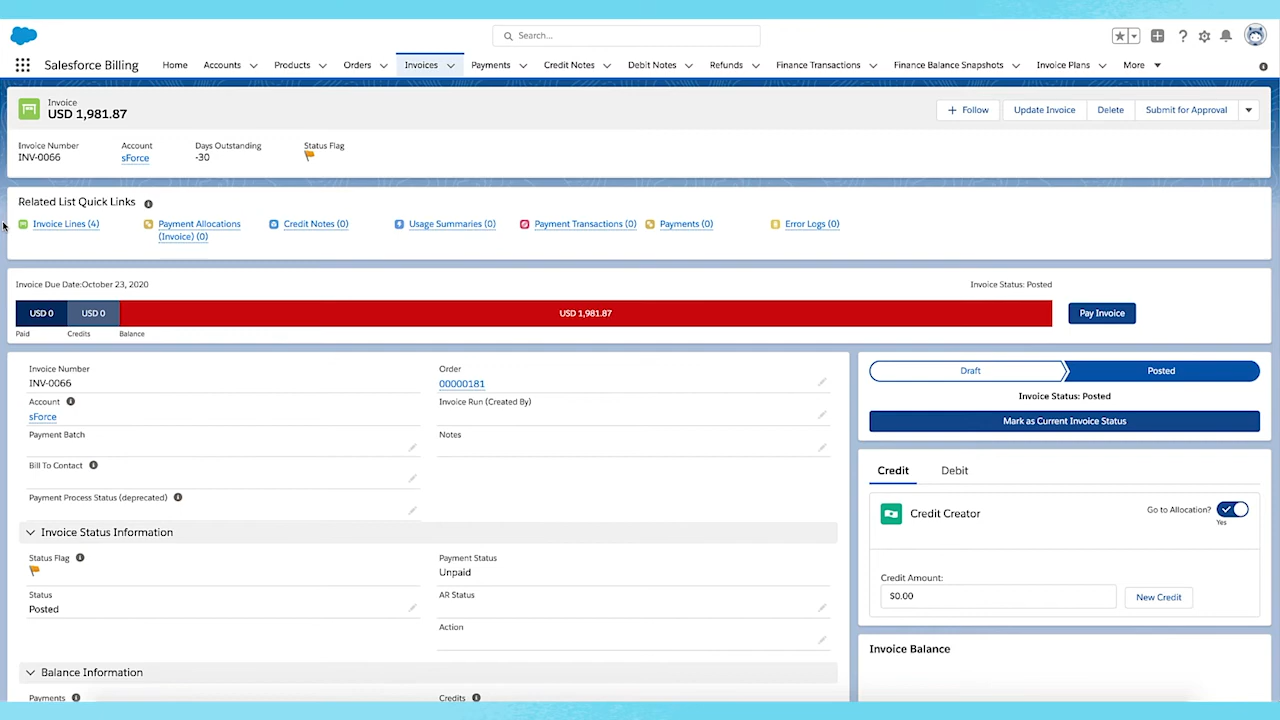 Search...
Salesforce Billing
Home
Accounts
Products
Orders
Invoices
Payments
Credit Notes
Debit Notes
Refunds
Finance Transactions
Finance Balance Snapshots
Invoice Plans
More
Invoice
USD 1,981.87
Follow
Update Invoice
Delete
Submit for Approval
Invoice Number
Account
Days Outstanding
Status Flag
INV-0066
sForce
-30
Related List Quick Links
Invoice Lines (4)
Payment Allocations
(Invoice) (0)
Credit Notes (0)
Usage Summaries (0)
Payment Transactions (0)
Payments (0)
Error Logs (0)
Invoice Due Date:October 23, 2020
Invoice Status: Posted
USD 0
USD 0
USD 1,981.87
Pay Invoice
Paid
Credits
Balance
Invoice Number
INV-0066
Order
00000181
Account
sForce
Invoice Run (Created By)
Payment Batch
Notes
Bill To Contact
Payment Process Status (deprecated)
Invoice Status Information
Status Flag
Payment Status
Unpaid
Status
Posted
AR Status
Action
Balance Information
Payments
Credits
Draft
Posted
Invoice Status: Posted
Mark as Current Invoice Status
Credit
Debit
Credit Creator
Go to Allocation?
Yes
Credit Amount:
$0.00
New Credit
Invoice Balance